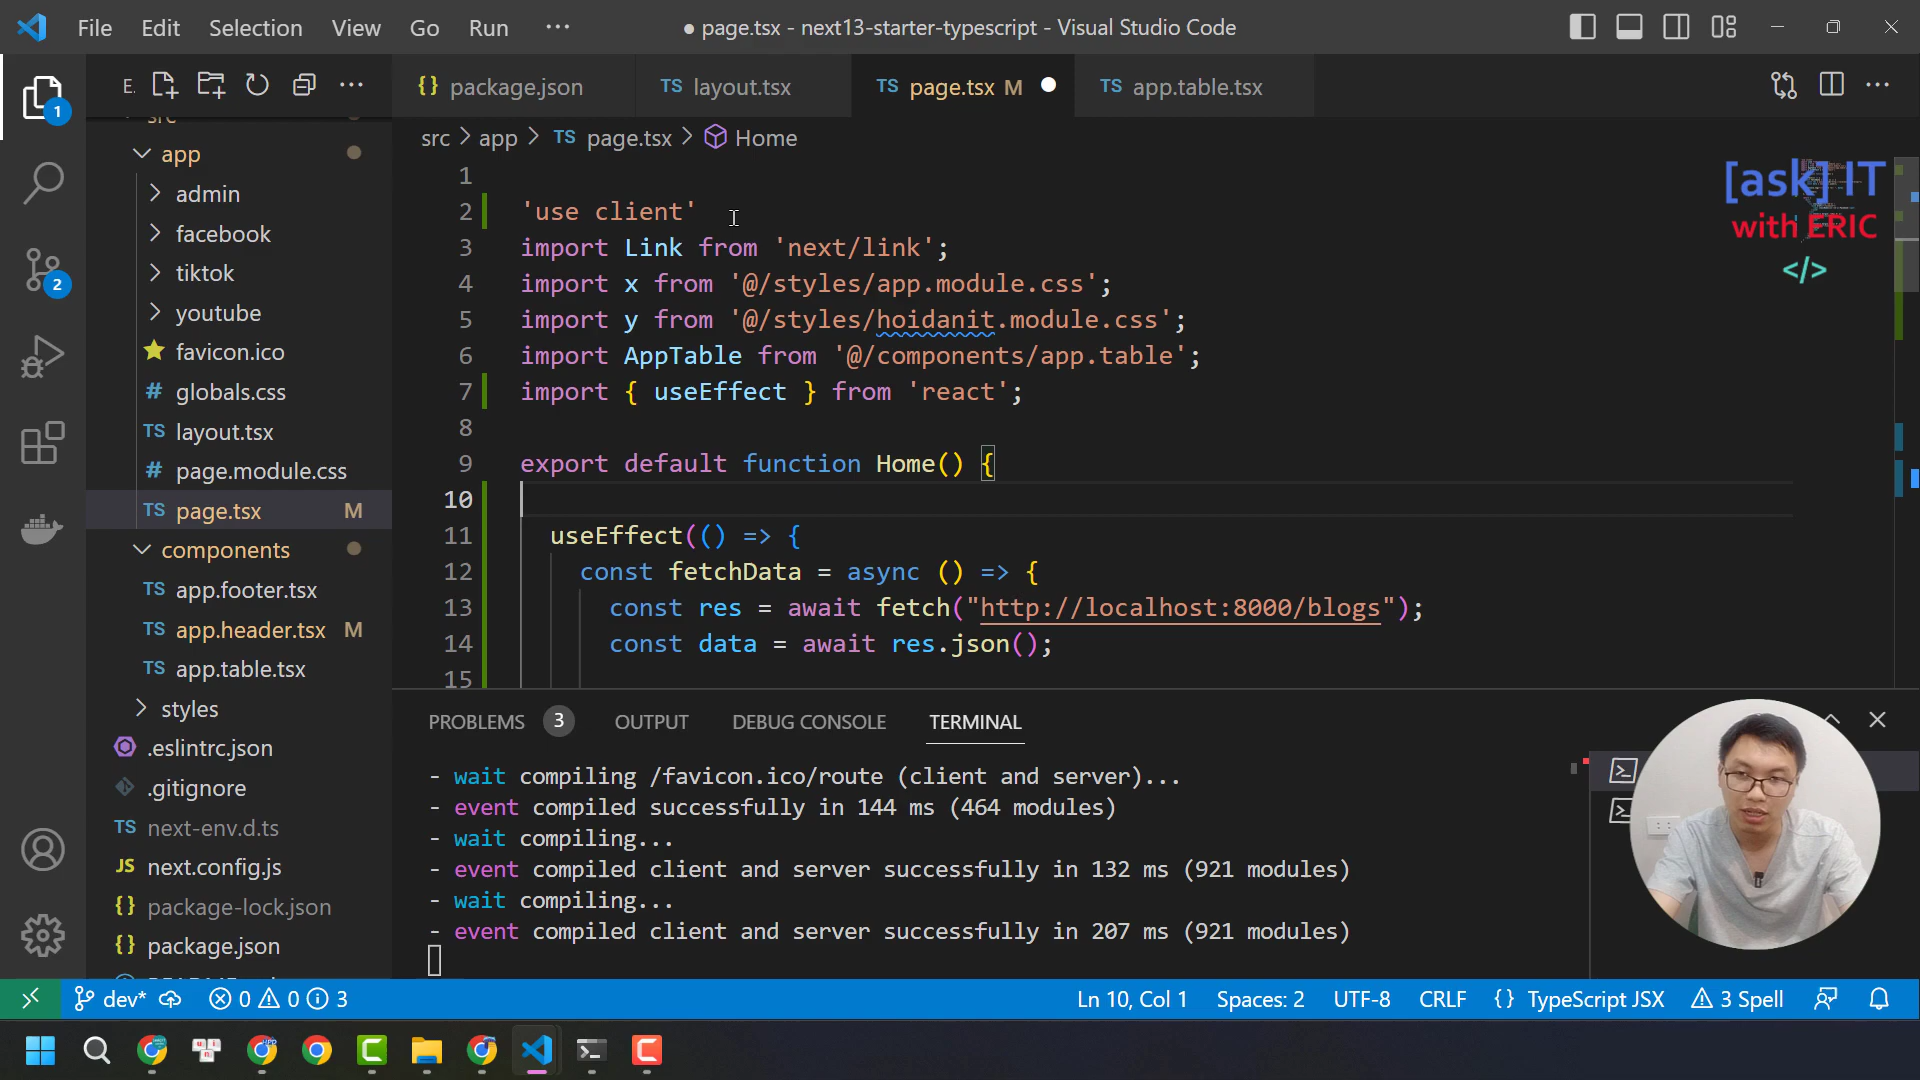 File Edit Selection View Go Run ··· ● page.tsx - next13-starter-typescript - Visual Studio Code
E.
{} package.json TS layout.tsx TS page.tsx M TS app.table.tsx
src > app > TS page.tsx > Home
src
app
admin
facebook
tiktok
youtube
favicon.ico
# globals.css
TS layout.tsx
# page.module.css
TS page.tsx M
components
TS app.footer.tsx
TS app.header.tsx M
TS app.table.tsx
styles
.eslintrc.json
.gitignore
TS next-env.d.ts
JS next.config.js
{} package-lock.json
{} package.json
1
2
1
2 'use client'
3 import Link from 'next/link';
4 import x from '@/styles/app.module.css';
5 import y from '@/styles/hoidanit.module.css';
6 import AppTable from '@/components/app.table';
7 import { useEffect } from 'react';
8
9 export default function Home() {
10
11 useEffect(() => {
12 const fetchData = async () => {
13 const res = await fetch("http://localhost:8000/blogs");
14 const data = await res.json();
15
[ask] IT
with ERIC
</>
PROBLEMS 3 OUTPUT DEBUG CONSOLE TERMINAL
- wait compiling /favicon.ico/route (client and server)...
- event compiled successfully in 144 ms (464 modules)
- wait compiling...
- event compiled client and server successfully in 132 ms (921 modules)
- wait compiling...
- event compiled client and server successfully in 207 ms (921 modules)
dev* 0 0 3 Ln 10, Col 1 Spaces: 2 UTF-8 CRLF {} TypeScript JSX 3 Spell